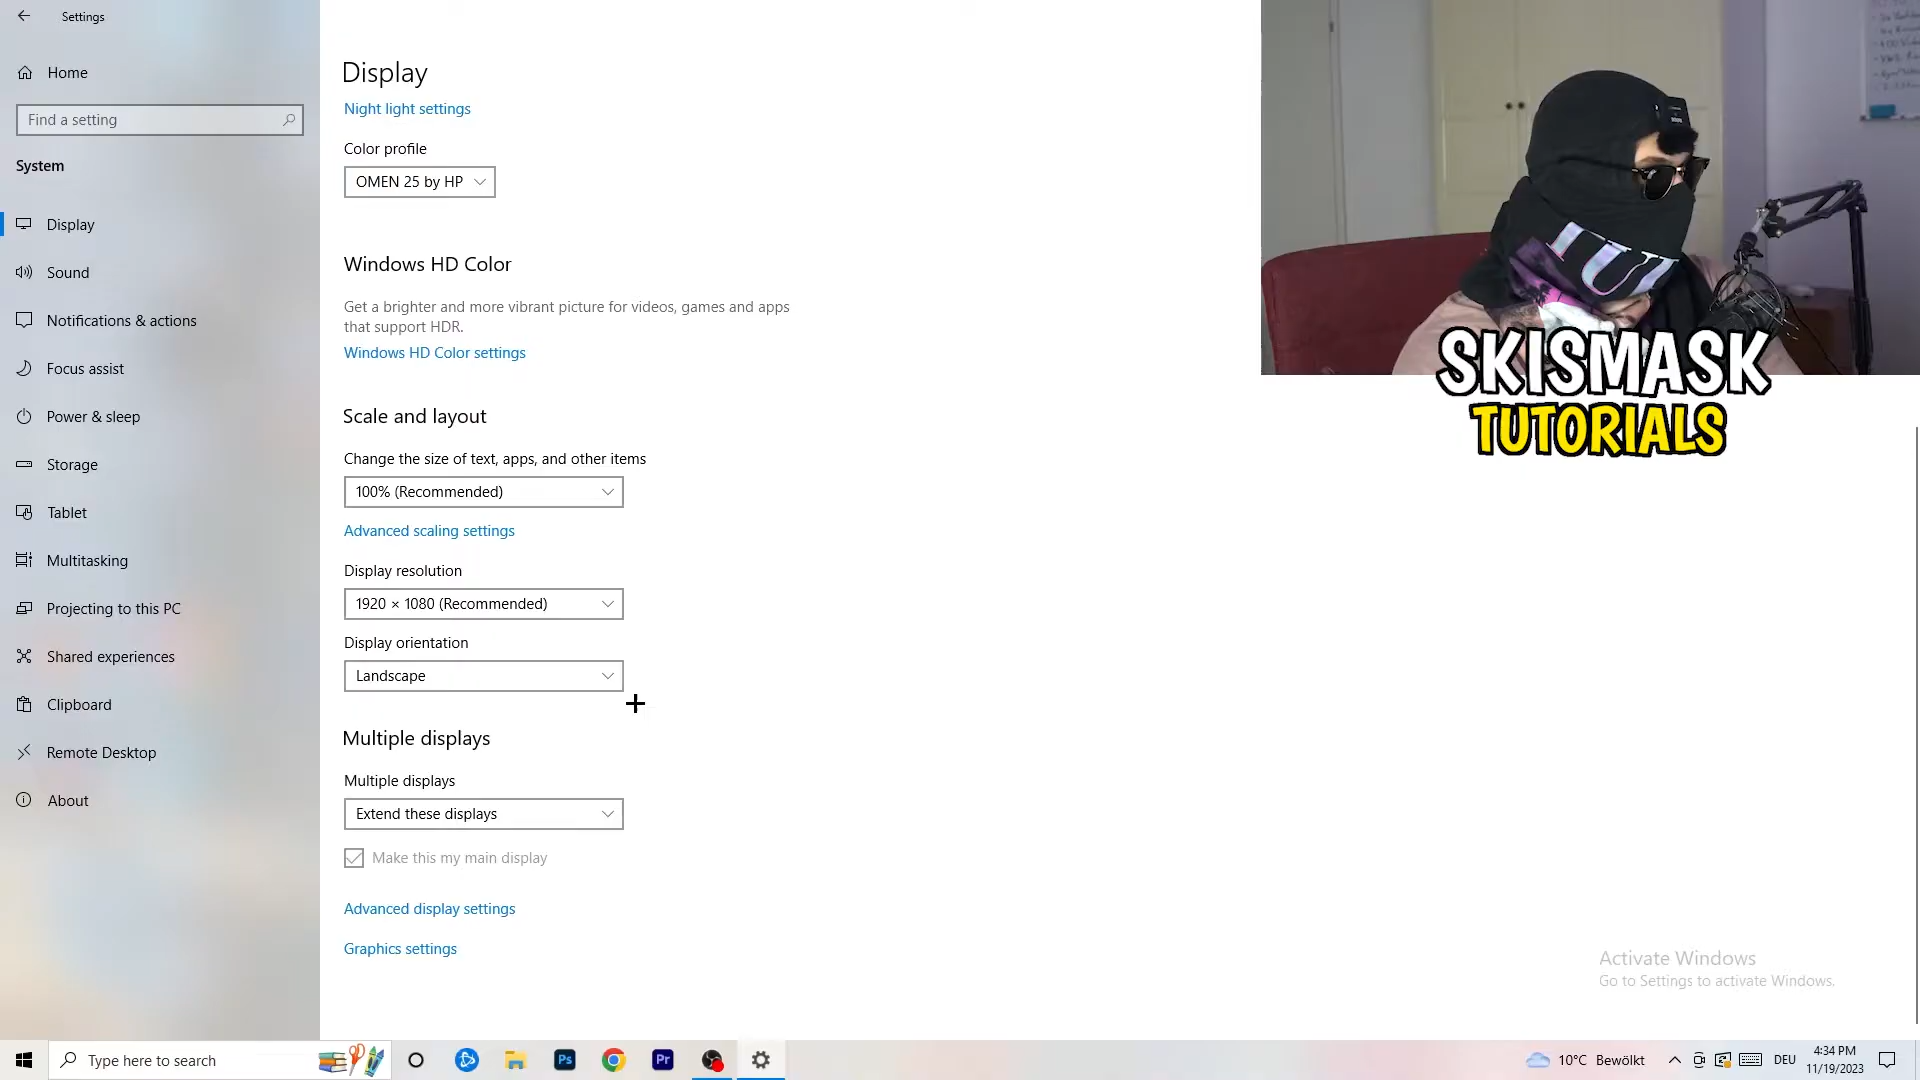 Settings
Home
Find a setting
System
Display
Sound
Notifications & actions
Focus assist
Power & sleep
Storage
Tablet
Multitasking
Projecting to this PC
Shared experiences
Clipboard
Remote Desktop
About
Display
Night light settings
Color profile
OMEN 25 by HP
Windows HD Color
Get a brighter and more vibrant picture for videos, games and apps
that support HDR.
Windows HD Color settings
Scale and layout
Change the size of text, apps, and other items
100% (Recommended)
Advanced scaling settings
Display resolution
1920 × 1080 (Recommended)
Display orientation
Landscape
Multiple displays
Multiple displays
Extend these displays
Make this my main display
Advanced display settings
Graphics settings
SKISMASK
TUTORIALS
Activate Windows
Go to Settings to activate Windows.
Type here to search
Ps
Pr
10°C Bewölkt
DEU
4:34 PM
11/19/2023